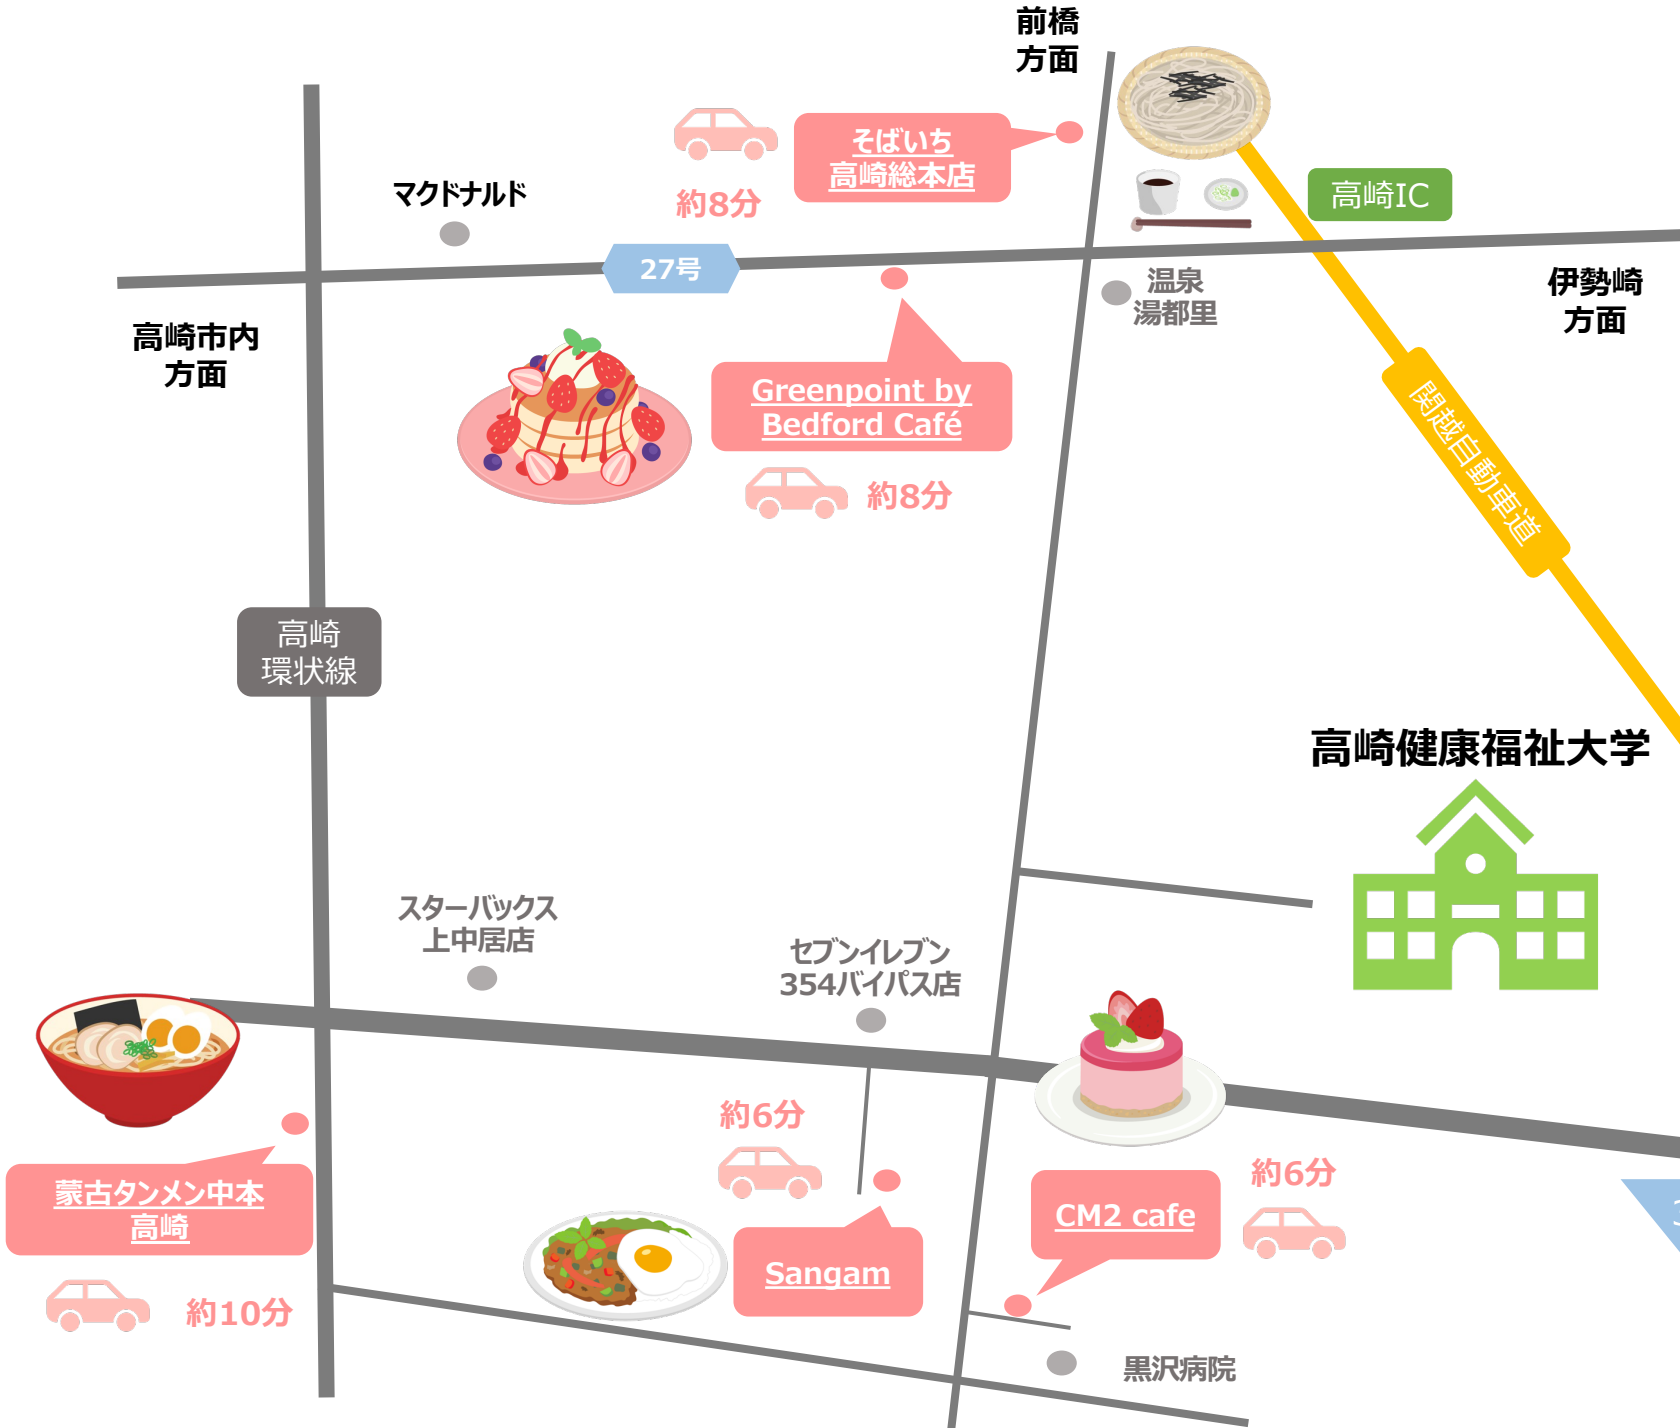 前橋
方面
そばいち
高崎総本店
約8分
マクドナルド
高崎IC
27号
温泉
湯都里
伊勢崎
方面
高崎市内
方面
Greenpoint by
Bedford Café
約8分
関越自動車道
高崎
環状線
高崎健康福祉大学
スターバックス
上中居店
セブンイレブン
354バイパス店
約6分
蒙古タンメン中本
高崎
約10分
Sangam
CM2 cafe
約6分
黒沢病院